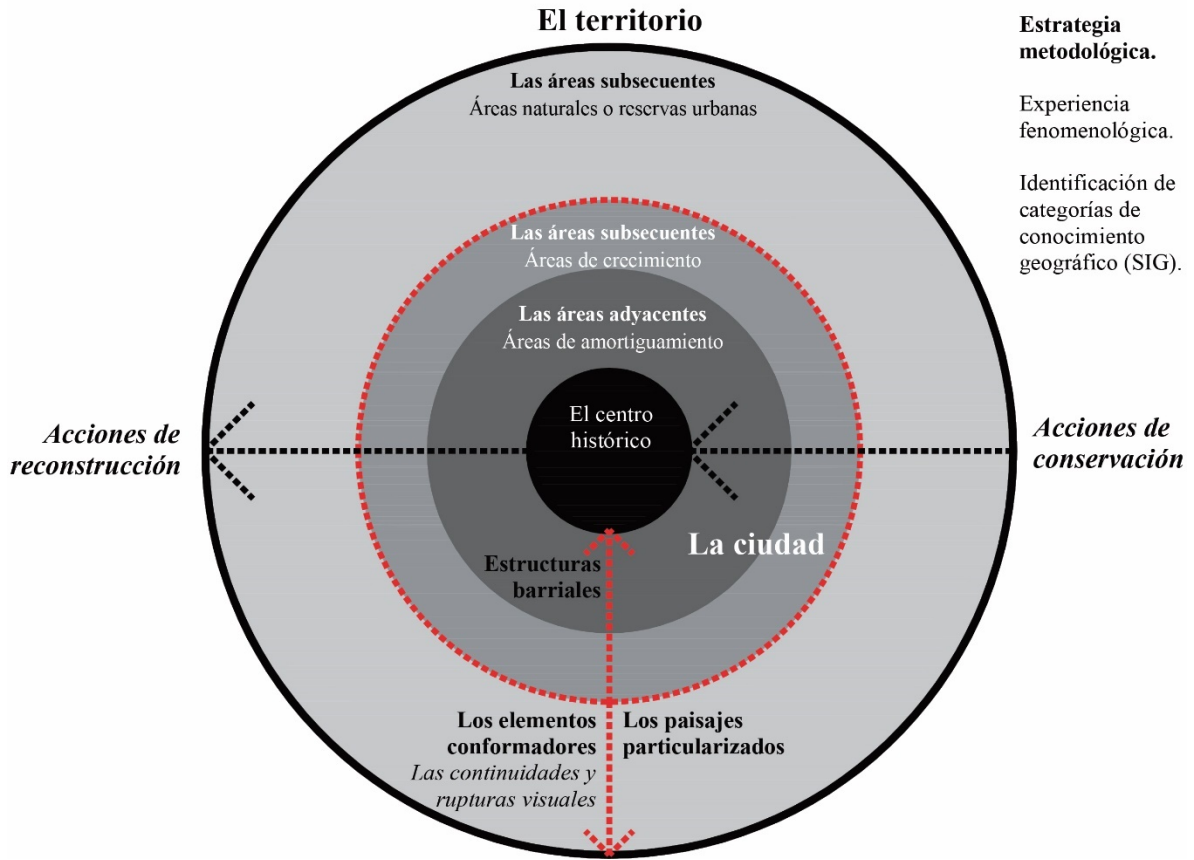 El territorio
Estrategia
metodológica.
Experiencia
fenomenológica.
Identificación de
categorías de
conocimiento
geográfico (SIG).
Las áreas subsecuentes
Áreas naturales o reservas urbanas
Las áreas subsecuentes
Áreas de crecimiento
Las áreas adyacentes
Áreas de amortiguamiento
El centro
histórico
Acciones de
reconstrucción
Acciones de
conservación
La ciudad
Estructuras
barriales
Los elementos
conformadores
Las continuidades y
rupturas visuales
Los paisajes
particularizados